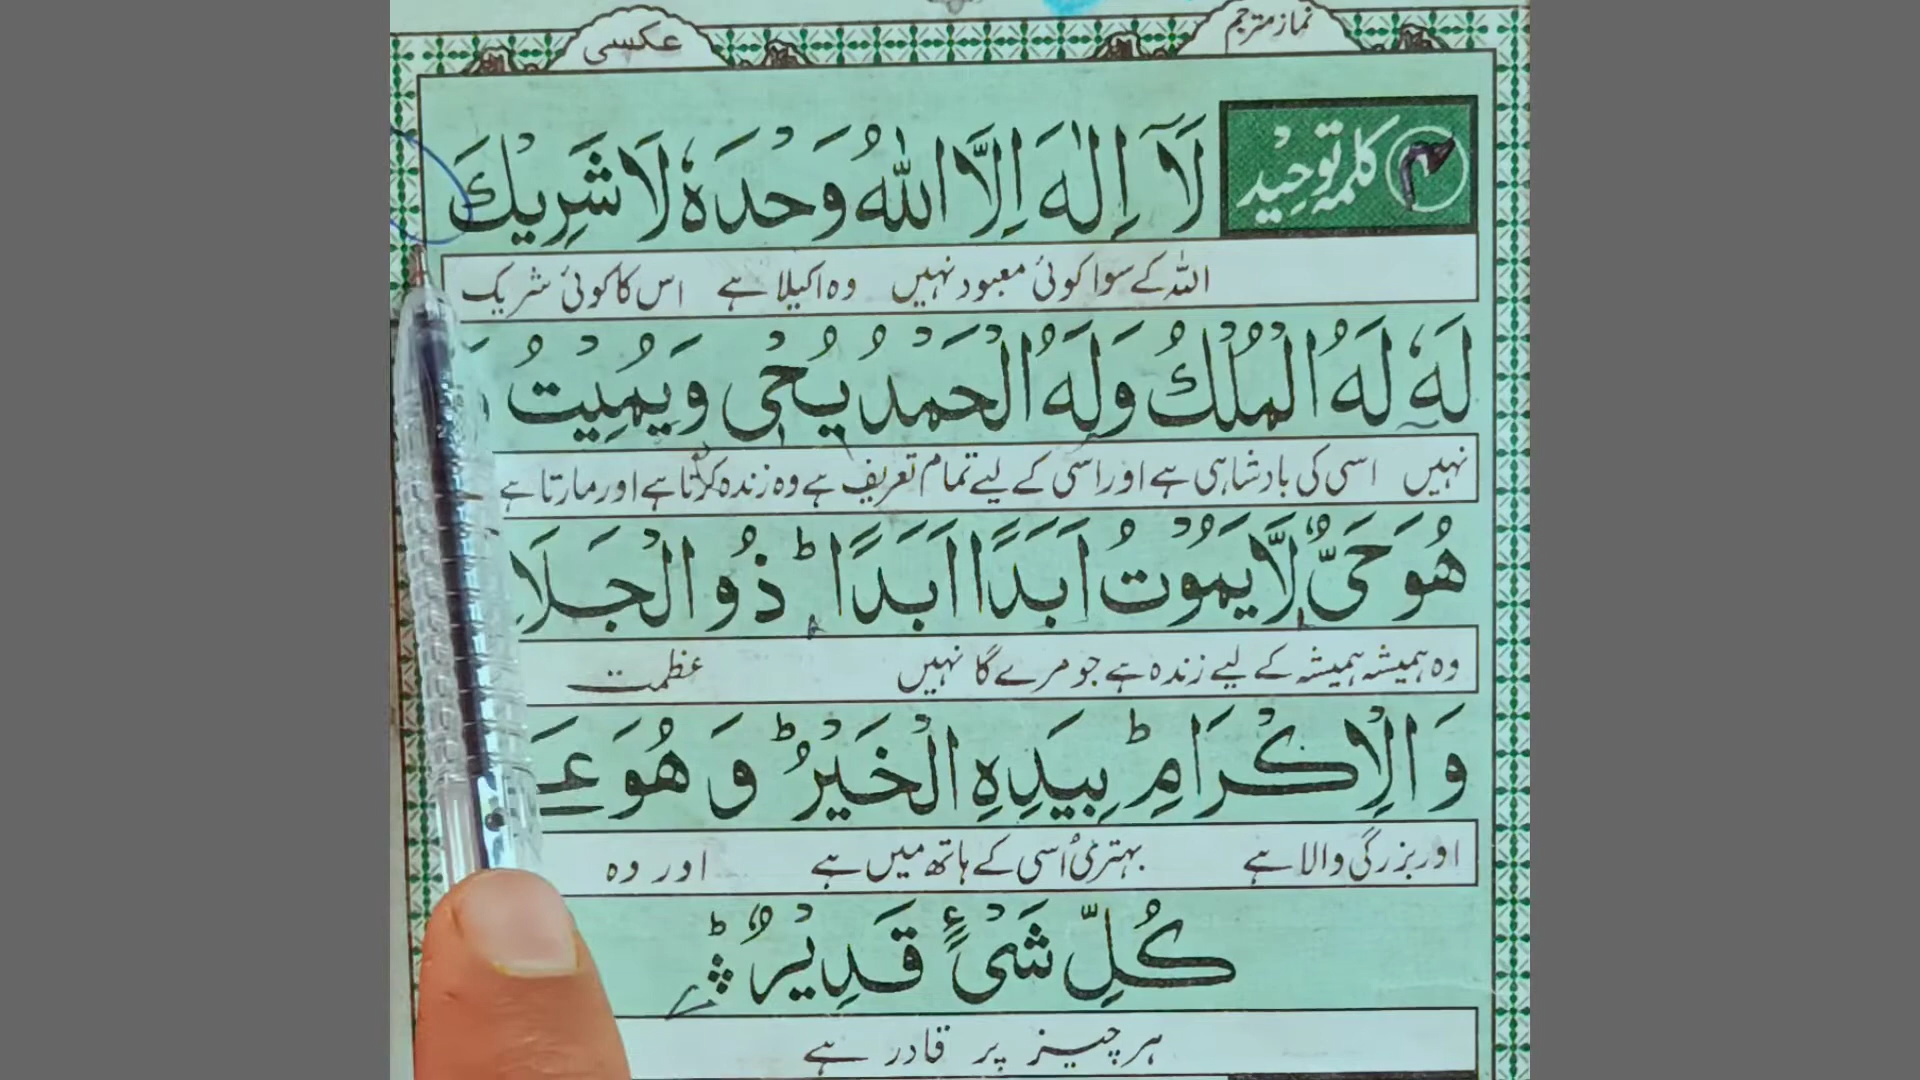 نماز مترجم
عکسی
۴ کلمہ توحید
لَآ اِلٰهَ اِلَّا اللّٰهُ وَحْدَهٗ لَا شَرِیْكَ
اللہ کے سوا کوئی معبود نہیں وہ اکیلا ہے اس کا کوئی شریک
لَهٗ لَهُ الْمُلْكُ وَلَهُ الْحَمْدُ یُحْیٖ وَیُمِیْتُ
نہیں اسی کی بادشاہی ہے اور اسی کے لیے تمام تعریف ہے وہ زندہ کرتا ہے اور مارتا ہے
هُوَ حَیٌّ لَّا یَمُوْتُ اَبَدًا اَبَدًا ؕ ذُو الْجَلَا
وہ ہمیشہ ہمیشہ کے لیے زندہ ہے جو مرے گا نہیں عظمت
وَ الْاِكْرَامِ ؕ بِیَدِهِ الْخَیْرُ ؕ وَ هُوَ عَ
اور بزرگی والا ہے بہتری اُسی کے ہاتھ میں ہے اور وہ
كُلِّ شَیْءٍ قَدِیْرٌ ؕ
ہر چیز پر قادر ہے